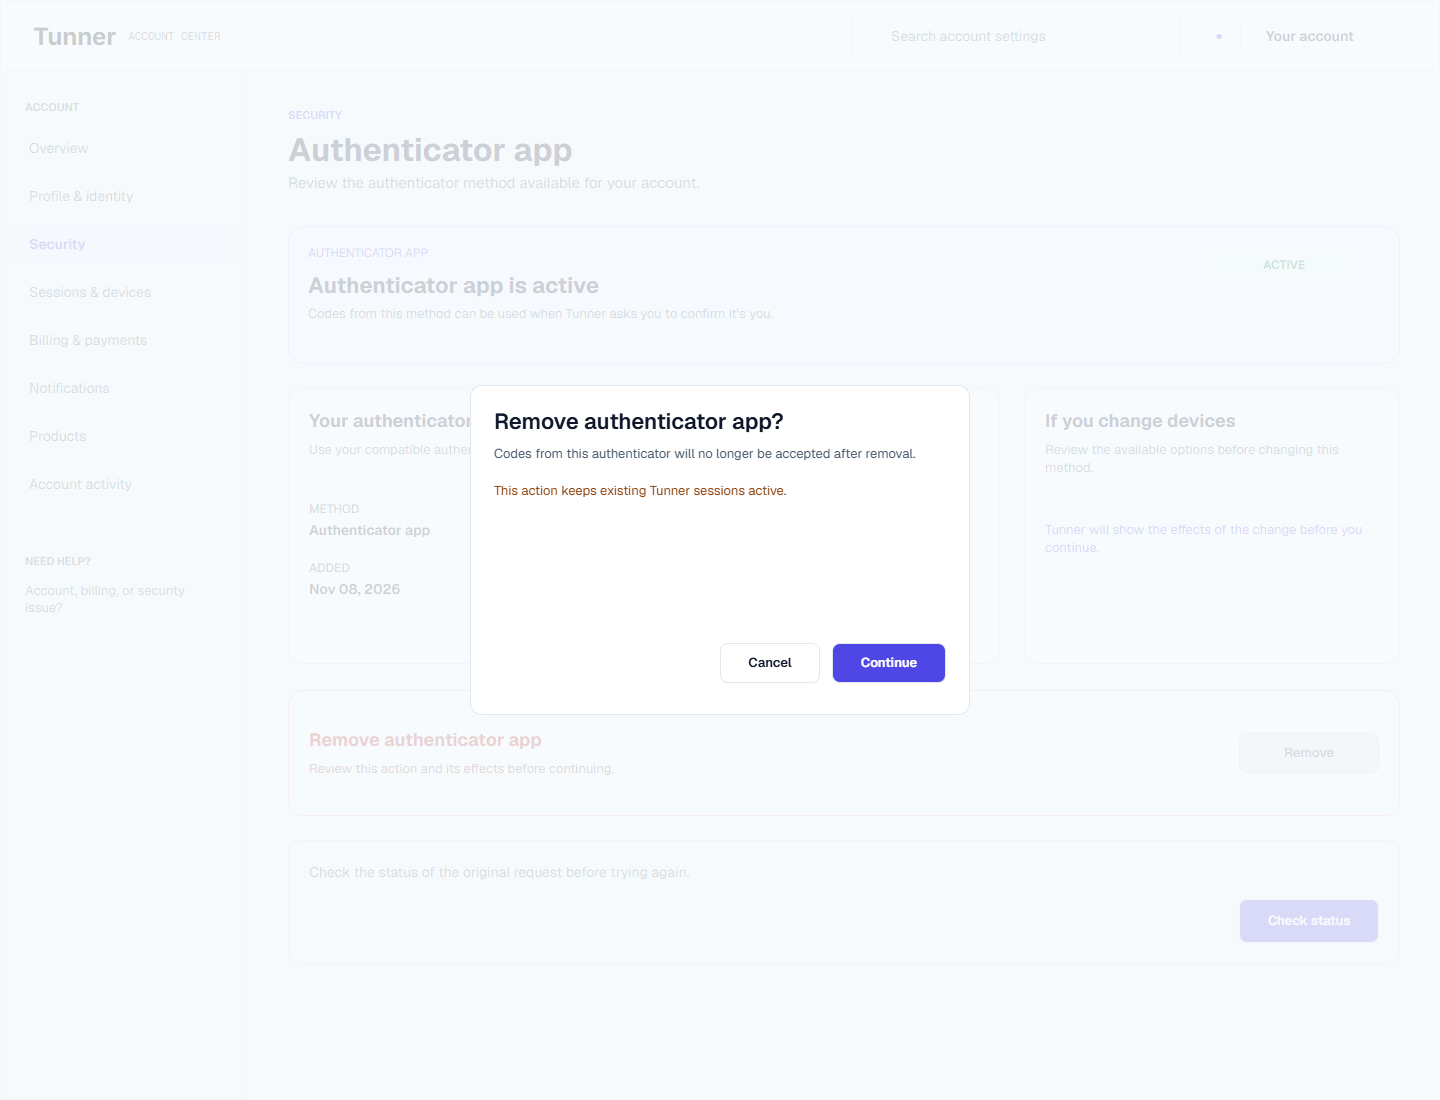 Tunner ACCOUNT CENTER
Search account settings
Your account
ACCOUNT
Overview
Profile & identity
Security
Sessions & devices
Billing & payments
Notifications
Products
Account activity
NEED HELP?
Account, billing, or security
issue?
SECURITY
Authenticator app
Review the authenticator method available for your account.
AUTHENTICATOR APP
Authenticator app is active
Codes from this method can be used when Tunner asks you to confirm it's you.
ACTIVE
Your authenticator
Use your compatible authen
METHOD
Authenticator app
ADDED
Nov 08, 2026
If you change devices
Review the available options before changing this
method.
Tunner will show the effects of the change before you
continue.
Remove authenticator app?
Codes from this authenticator will no longer be accepted after removal.
This action keeps existing Tunner sessions active.
Cancel
Continue
Remove authenticator app
Review this action and its effects before continuing.
Remove
Check the status of the original request before trying again.
Check status